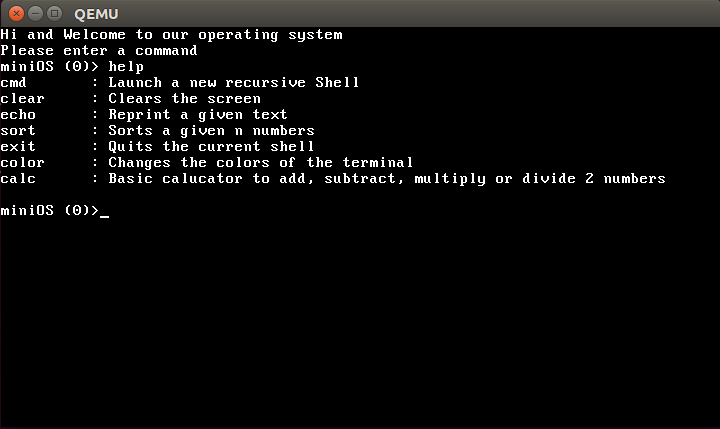 QEMU
Hi and Welcome to our operating system
Please enter a command
miniOS (0)> help
cmd : Launch a new recursive Shell
clear : Clears the screen
echo : Reprint a given text
sort : Sorts a given n numbers
exit : Quits the current shell
color : Changes the colors of the terminal
calc : Basic calucator to add, subtract, multiply or divide 2 numbers
miniOS (0)>_